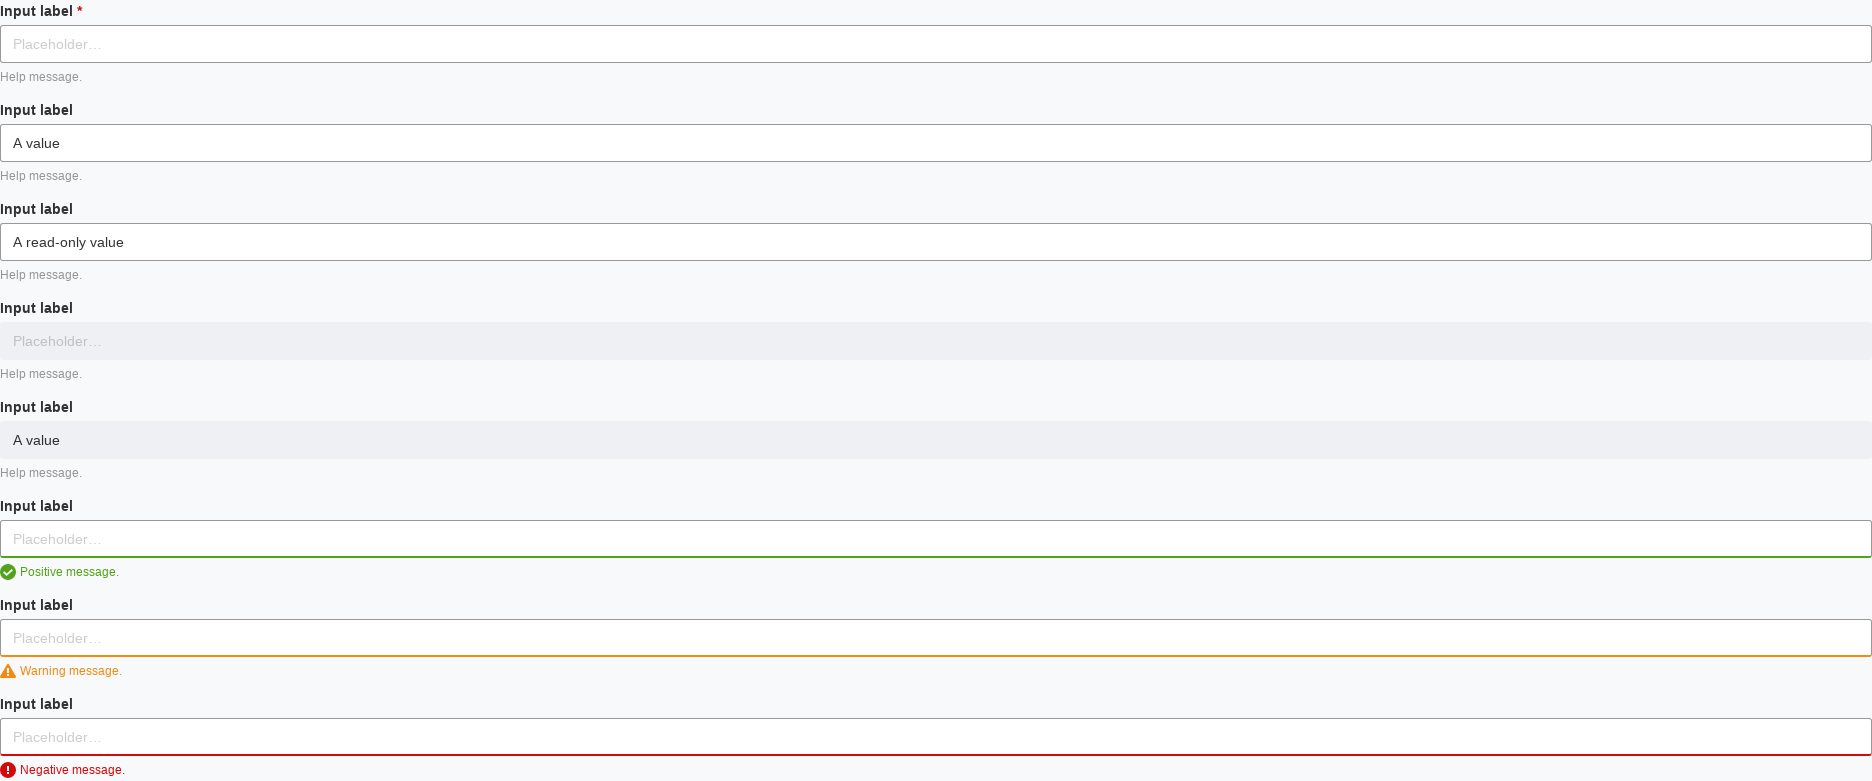 Input label *
Placeholder…
Help message.
Input label
A value
Help message.
Input label
A read-only value
Help message.
Input label
Placeholder…
Help message.
Input label
A value
Help message.
Input label
Placeholder…
Positive message.
Input label
Placeholder…
Warning message.
Input label
Placeholder…
Negative message.